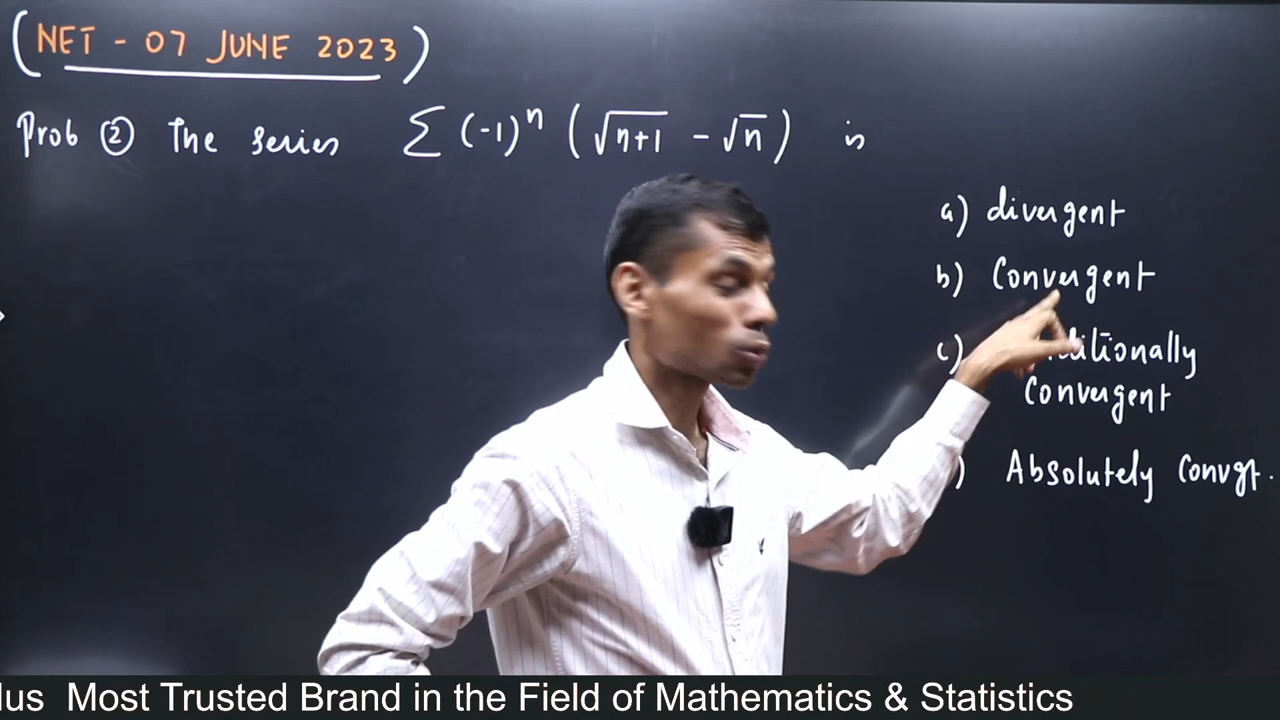 (NET - 07 JUNE 2023)
Prob ② The series ∑ (-1)ⁿ (√n+1 - √n) is
a) divergent
b) Convergent
c)
Convergent
) Absolutely Convgt.
Most Trusted Brand in the Field of Mathematics & Statistics